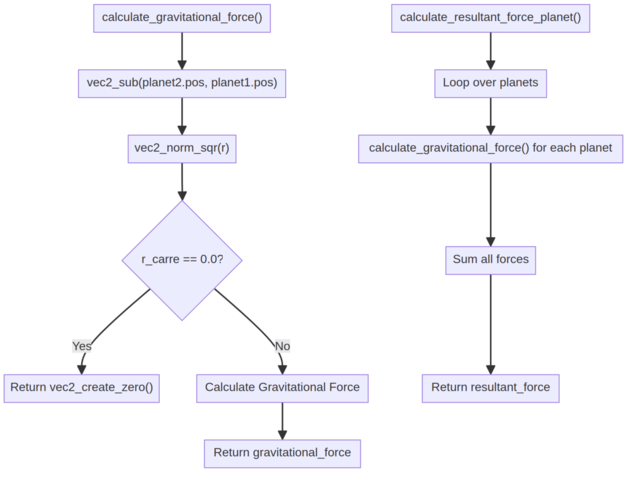 calculate_gravitational_force()
calculate_resultant_force_planet()
vec2_sub(planet2.pos, planet1.pos)
Loop over planets
vec2_norm_sqr(r)
calculate_gravitational_force() for each planet
r_carre == 0.0?
Sum all forces
Yes
No
Return vec2_create_zero()
Calculate Gravitational Force
Return resultant_force
Return gravitational_force